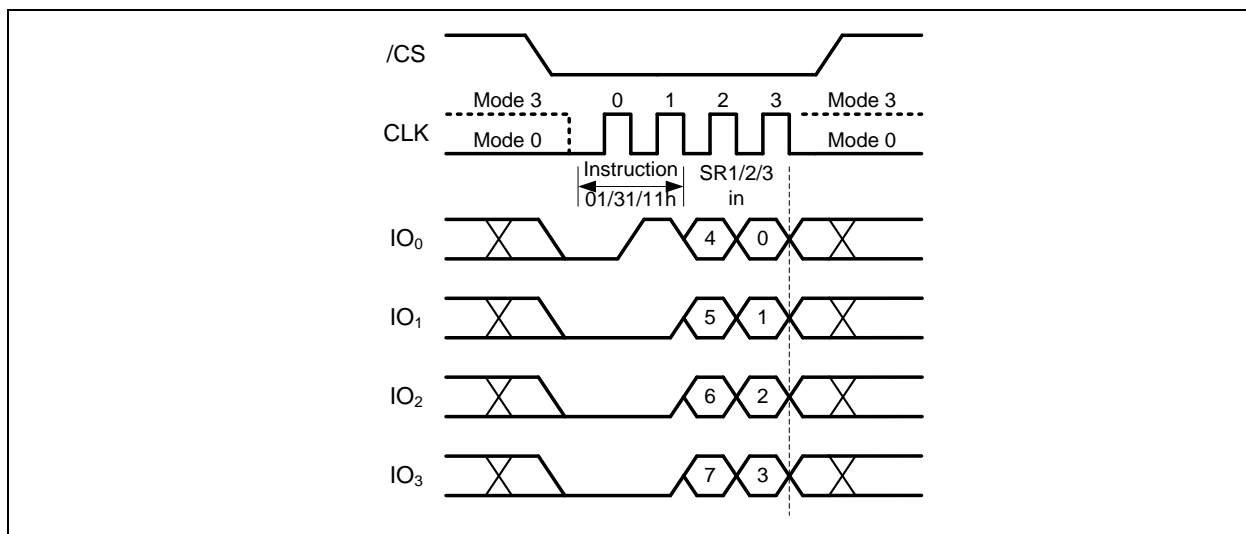 /CS
Mode 3 0 1 2 3 Mode 3
CLK
Mode 0 Mode 0
Instruction SR1/2/3
01/31/11h in
IO₀ 4 0
IO₁ 5 1
IO₂ 6 2
IO₃ 7 3